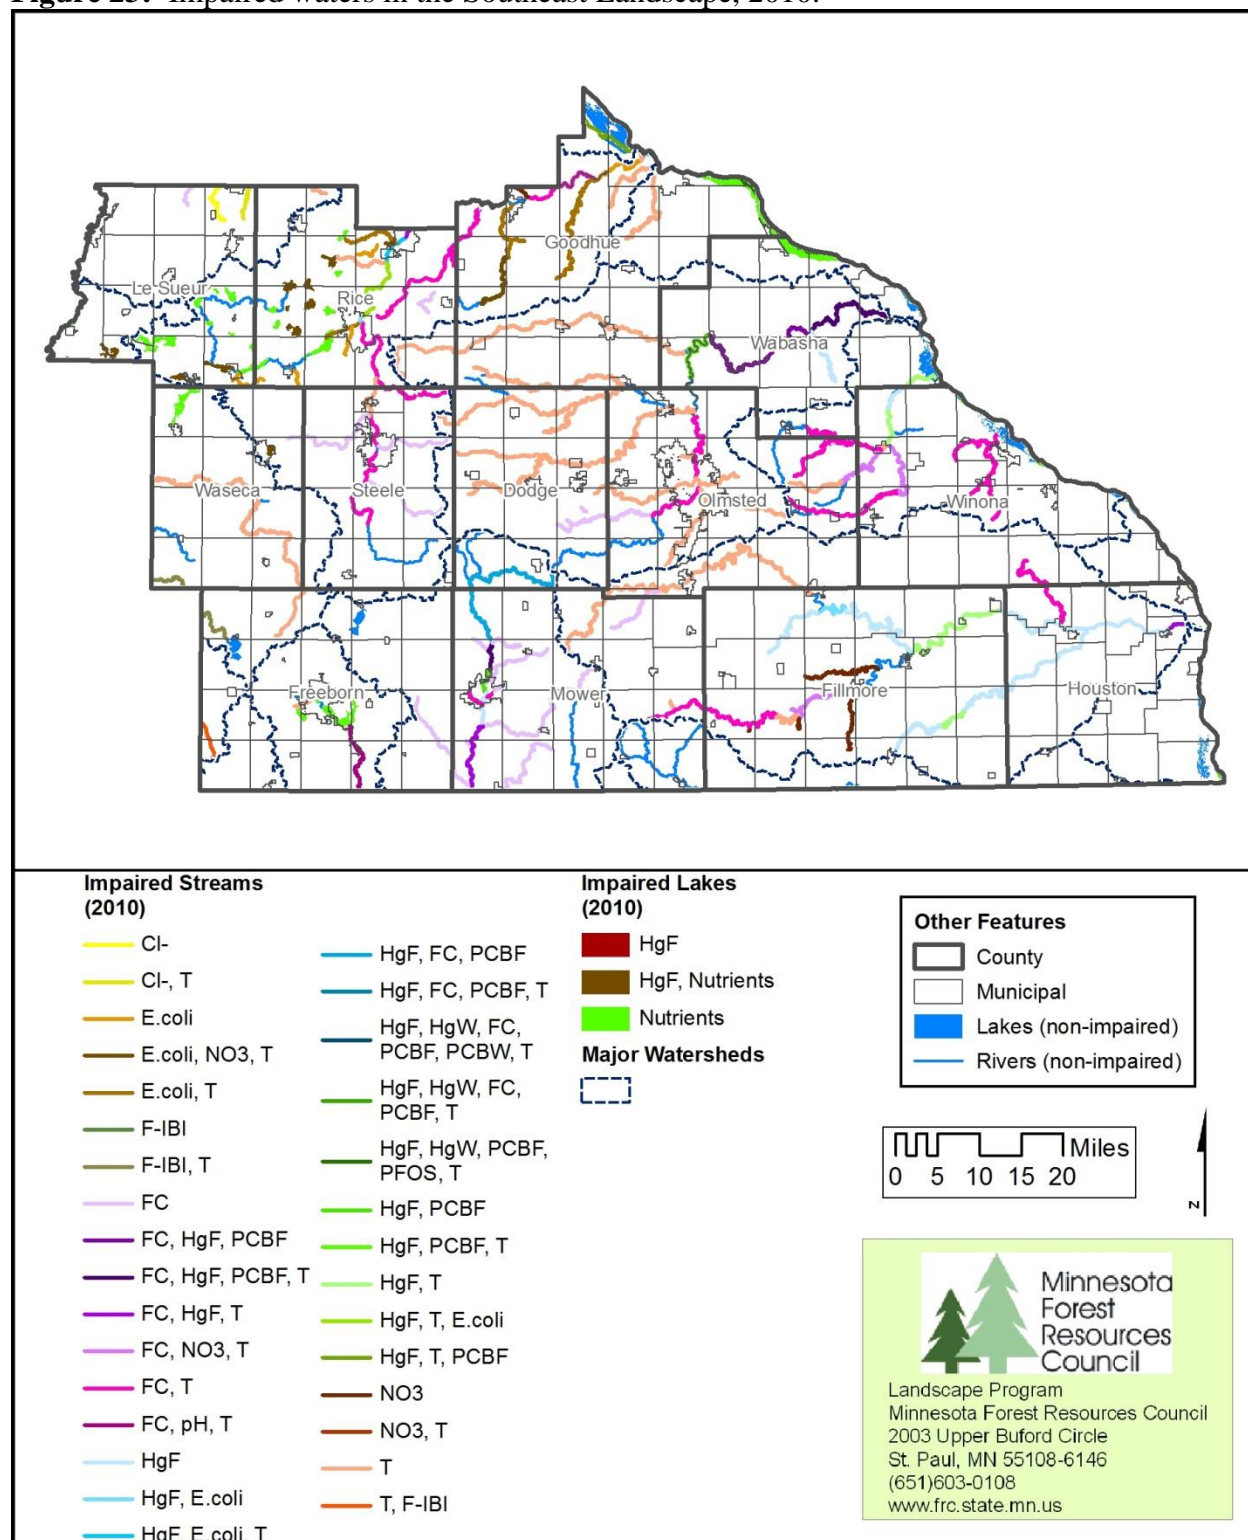 Figure 23: Impaired waters in the Southeast Landscape, 2010.
Goodhue
Le Sueur
Rice
Wabasha
Waseca
Steele
Dodge
Olmsted
Winona
Freeborn
Mower
Fillmore
Houston
Impaired Streams
(2010)
Cl-
Cl-, T
E.coli
E.coli, NO3, T
E.coli, T
F-IBI
F-IBI, T
FC
FC, HgF, PCBF
FC, HgF, PCBF, T
FC, HgF, T
FC, NO3, T
FC, T
FC, pH, T
HgF
HgF, E.coli
HgF, E.coli, T
HgF, FC, PCBF
HgF, FC, PCBF, T
HgF, HgW, FC,
PCBF, PCBW, T
HgF, HgW, FC,
PCBF, T
HgF, HgW, PCBF,
PFOS, T
HgF, PCBF
HgF, PCBF, T
HgF, T
HgF, T, E.coli
HgF, T, PCBF
NO3
NO3, T
T
T, F-IBI
Impaired Lakes
(2010)
HgF
HgF, Nutrients
Nutrients
Major Watersheds
Other Features
County
Municipal
Lakes (non-impaired)
Rivers (non-impaired)
Miles
0 5 10 15 20
N
Minnesota
Forest
Resources
Council
Landscape Program
Minnesota Forest Resources Council
2003 Upper Buford Circle
St. Paul, MN 55108-6146
(651)603-0108
www.frc.state.mn.us